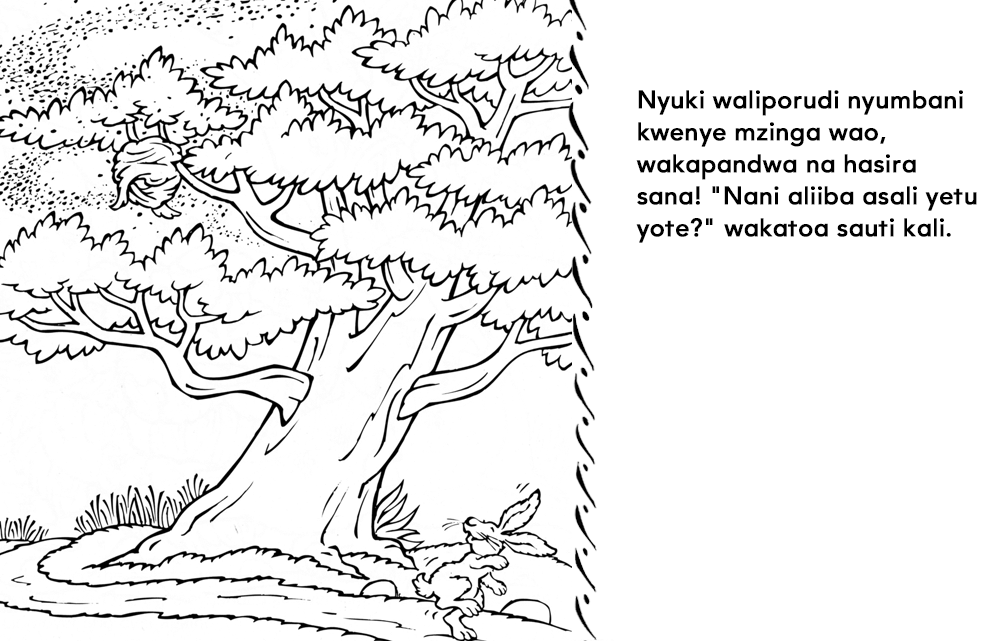 Nyuki waliporudi nyumbani
kwenye mzinga wao,
wakapandwa na hasira
sana! "Nani aliiba asali yetu
yote?" wakatoa sauti kali.